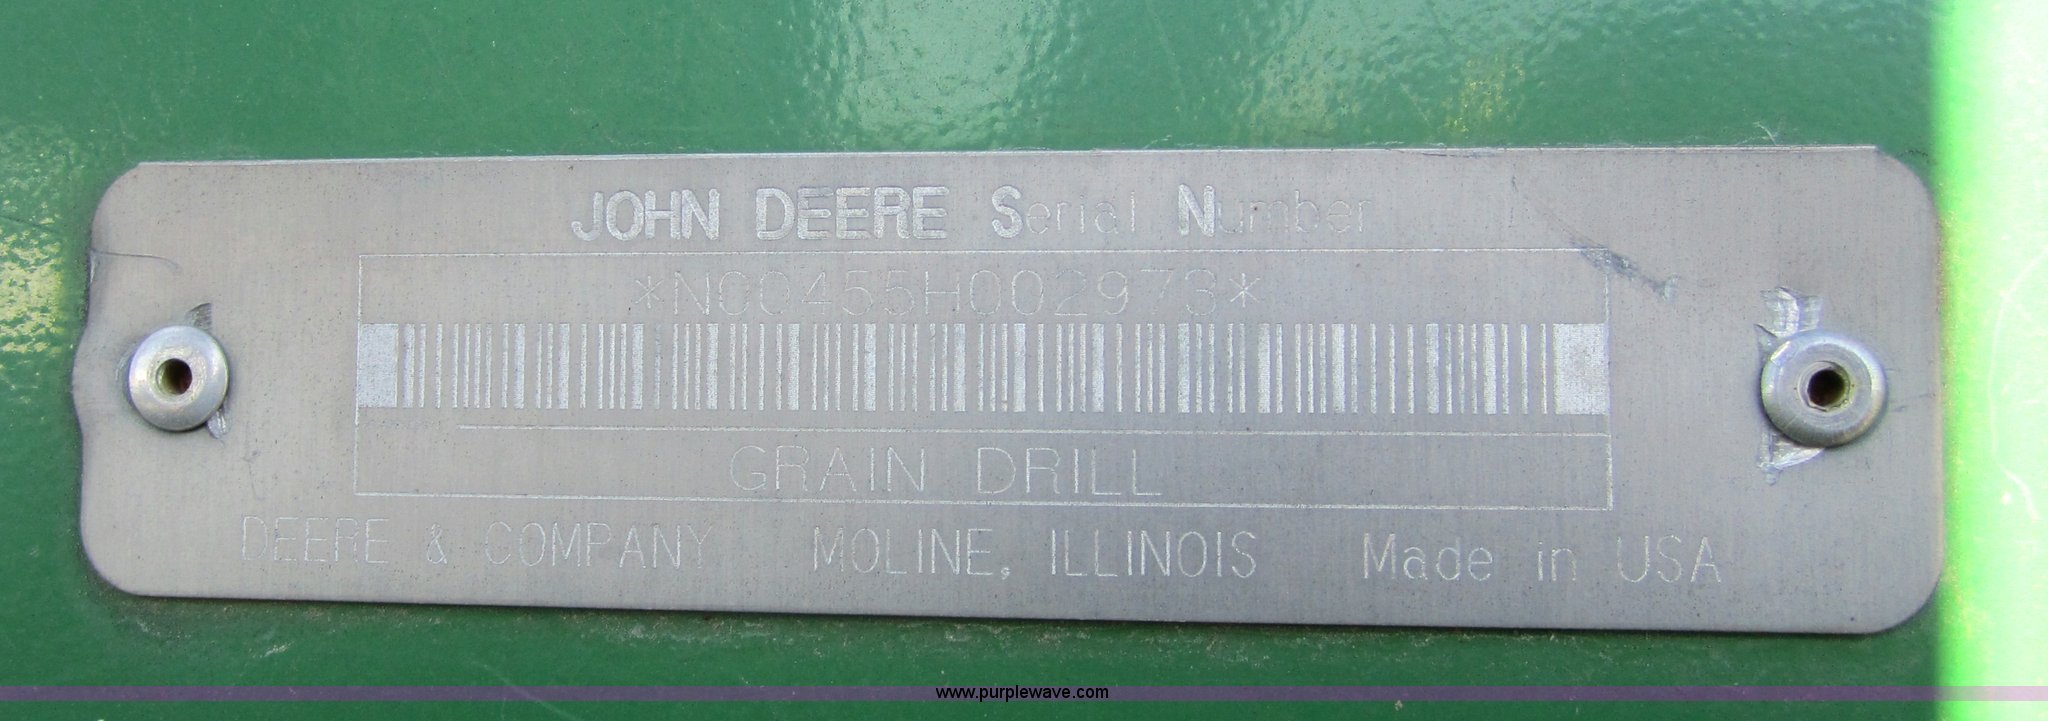 JOHN DEERE Serial Number
*N00455H002973*
GRAIN DRILL
DEERE & COMPANY MOLINE, ILLINOIS Made in USA
www.purplewave.com